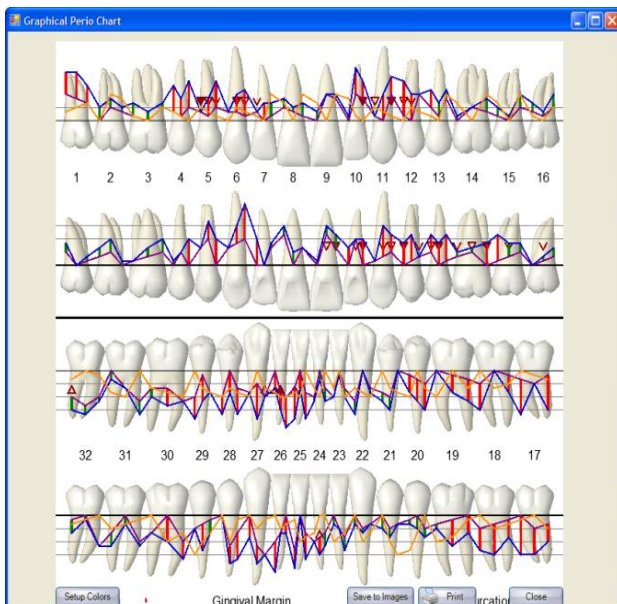 Graphical Perio Chart
1 2 3 4 5 6 7 8 9 10 11 12 13 14 15 16
32 31 30 29 28 27 26 25 24 23 22 21 20 19 18 17
Setup Colors Gingival Margin Save to Images Print Close